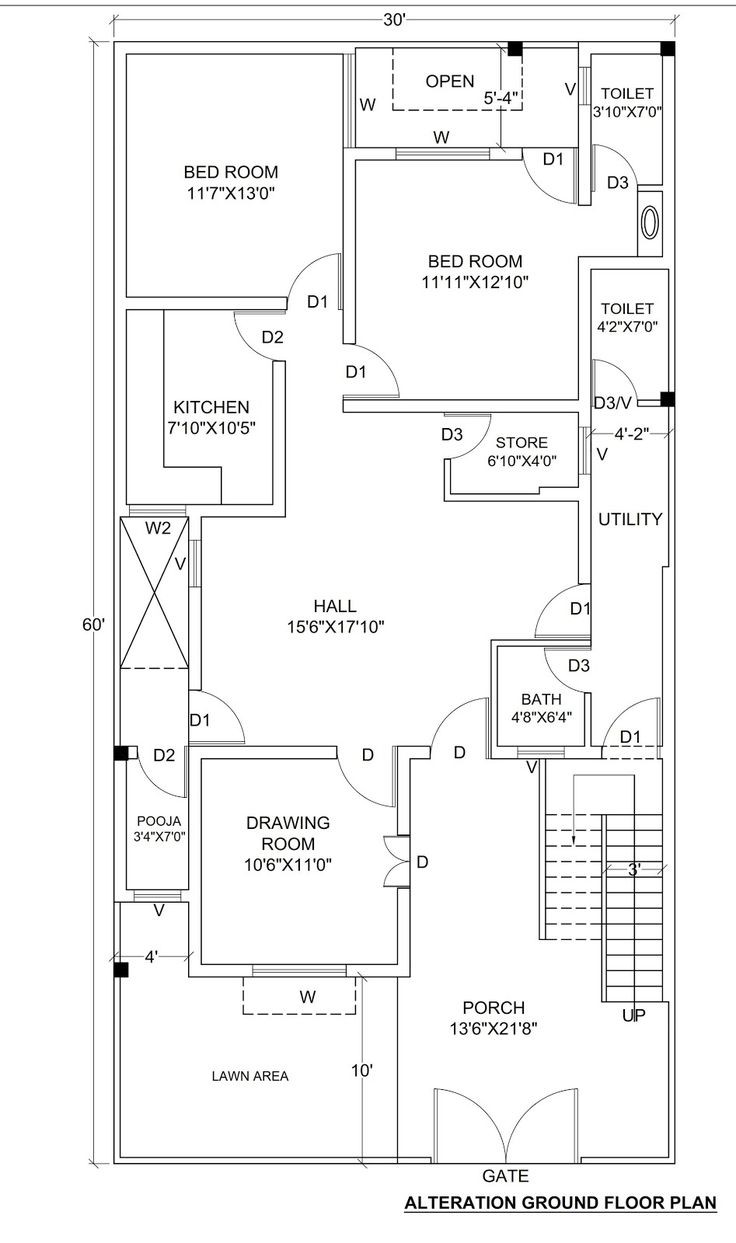 30'
OPEN
W
5'-4"
V
TOILET
3'10"X7'0"
W
D1
BED ROOM
11'7"X13'0"
D3
BED ROOM
11'11"X12'10"
D1
TOILET
4'2"X7'0"
D2
D1
D3/V
KITCHEN
7'10"X10'5"
D3
STORE
6'10"X4'0"
4'-2"
V
W2
UTILITY
V
HALL
15'6"X17'10"
D1
60'
D3
BATH
4'8"X6'4"
D1
D2
D
D
D1
V
POOJA
3'4"X7'0"
DRAWING
ROOM
10'6"X11'0"
D
3'
V
4'
W
PORCH
13'6"X21'8"
UP
LAWN AREA
10'
GATE
ALTERATION GROUND FLOOR PLAN